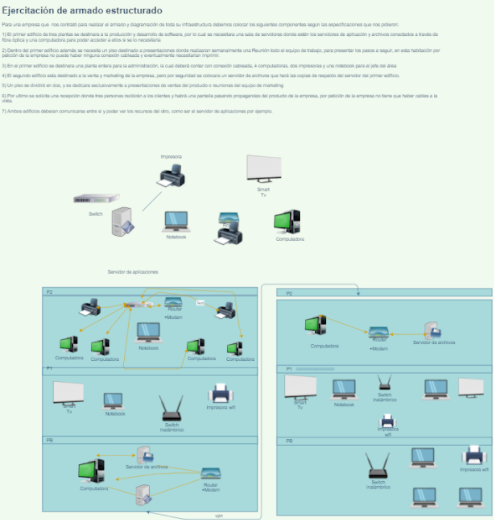 Ejercitación de armado estructurado
Para una empresa que nos contrató para realizar el armado y diagramación de toda su infraestructura debemos colocar los siguientes componentes según las especificaciones que nos pidieron:
1) El primer edificio de tres plantas se destinara a la producción y desarrollo de software, por lo cual se necesitara una sala de servidores donde estén los servidores de aplicación y archivos conectados a través de
fibra óptica y una computadora para poder acceder a ellos si se lo necesitaría
2) Dentro del primer edificio además se necesita un piso destinado a presentaciones donde realizaran semanalmente una Reunión todo el equipo de trabajo, para presentar los pasos a seguir, en esta habitación por
petición de la empresa no puede haber ninguna conexión cableada y eventualmente necesitarían imprimir.
3) En el primer edificio se destinará una planta entera para la administración, la cual deberá contar con conexión cableada, 4 computadoras, dos impresoras y una notebook para el jefe del área
4) El segundo edificio está destinado a la venta y marketing de la empresa, pero por seguridad se colocara un servidor de archivos que hará las copias de respaldo del servidor del primer edificio.
5) Un piso se dividirá en dos, y se dedicara exclusivamente a presentaciones de ventas del producto o reuniones del equipo de marketing
6) Por ultimo se solicita una recepción donde tres personas recibirán a los clientes y habrá una pantalla pasando propagandas del producto de la empresa, por petición de la empresa no tiene que haber cables a la
vista
7) Ambos edificios deberán comunicarse entre sí y poder ver los recursos del otro, como ser el servidor de aplicaciones por ejemplo.
Impresora
Smart
Tv
Switch
Notebook
Computadora
Servidor de aplicaciones
P2
Router
+Modem
Notebook
Computadora
Computadora
Computadora
Computadora
P1
Smart
Tv
Notebook
Switch
Inalámbrico
Impresora wifi
PB
Servidor de archivos
Computadora
Router
+Modem
P2
Computadora
Router
+Modem
Servidor de archivos
P1
Smart
Tv
Notebook
Switch
Inalámbrico
Impresora
wifi
Notebook
PB
Switch
Inalámbrico
Impresora wifi
vpn